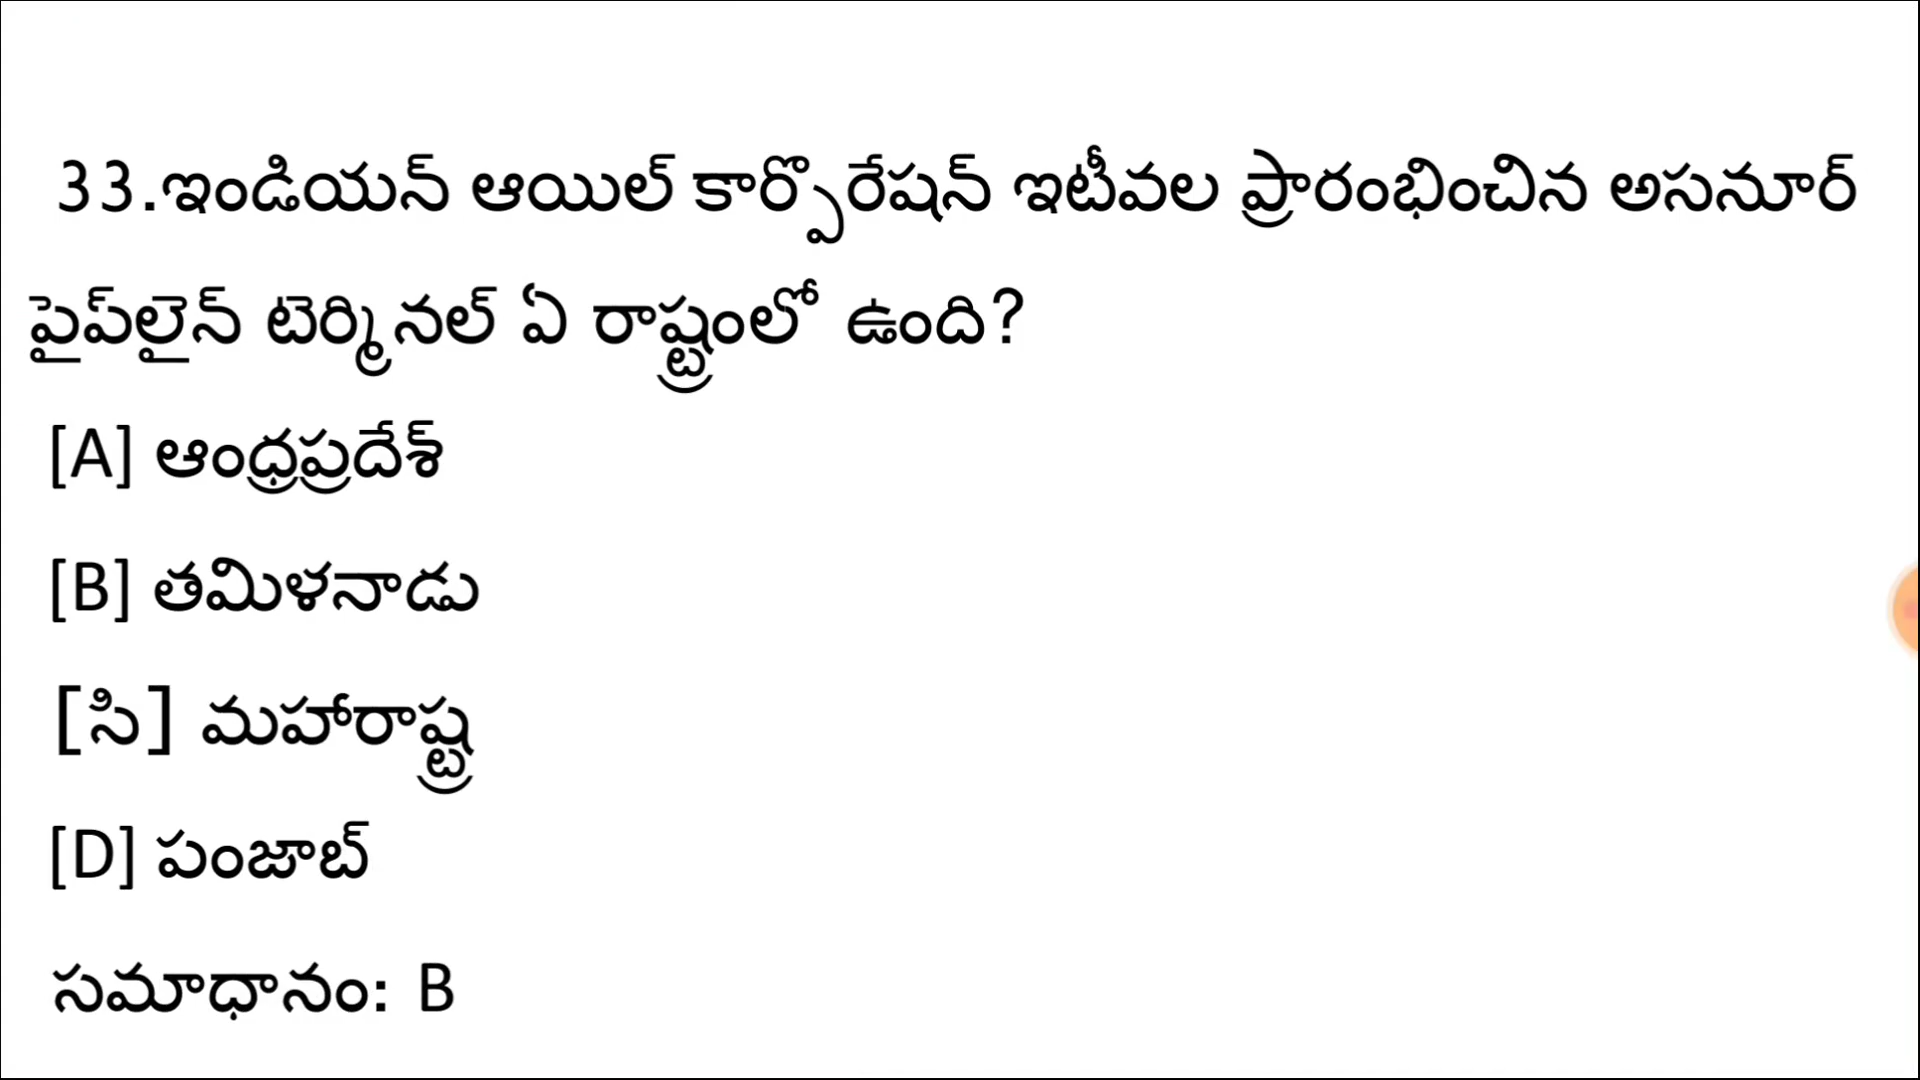 33.ఇండియన్ ఆయిల్ కార్పొరేషన్ ఇటీవల ప్రారంభించిన అసనూర్
పైప్‌లైన్ టెర్మినల్ ఏ రాష్ట్రంలో ఉంది?
[A] ఆంధ్రప్రదేశ్
[B] తమిళనాడు
[సి] మహారాష్ట్ర
[D] పంజాబ్
సమాధానం: B